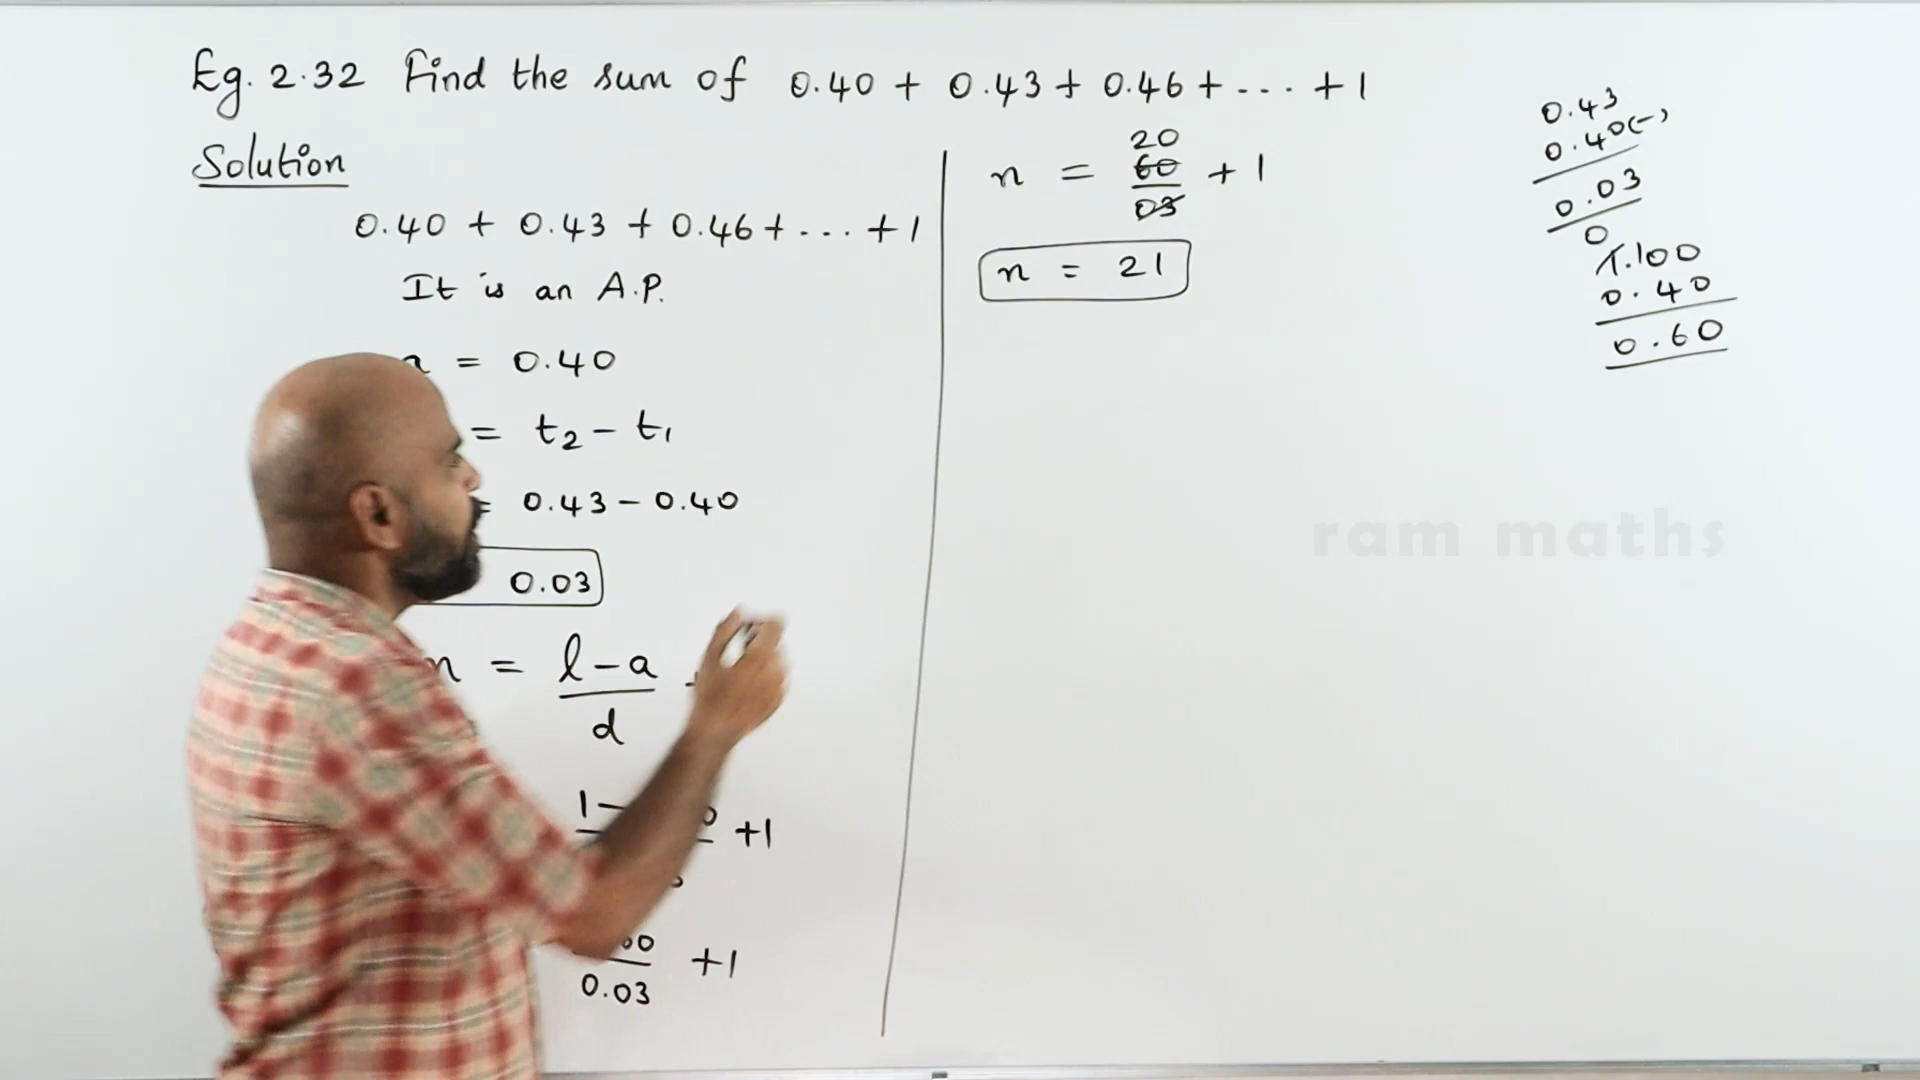 Eg. 2.32 Find the sum of 0.40 + 0.43 + 0.46 + ... + 1
Solution
0.40 + 0.43 + 0.46 + ... + 1
It is an A.P.
= 0.40
= t₂ - t₁
= 0.43 - 0.40
0.03
n = l - a
d
1 -
+1
0.03 +1
20
n = 60 + 1
03
n = 21
0.43
0.40(-)
0.03
0
1.100
0.40
0.60
ram maths